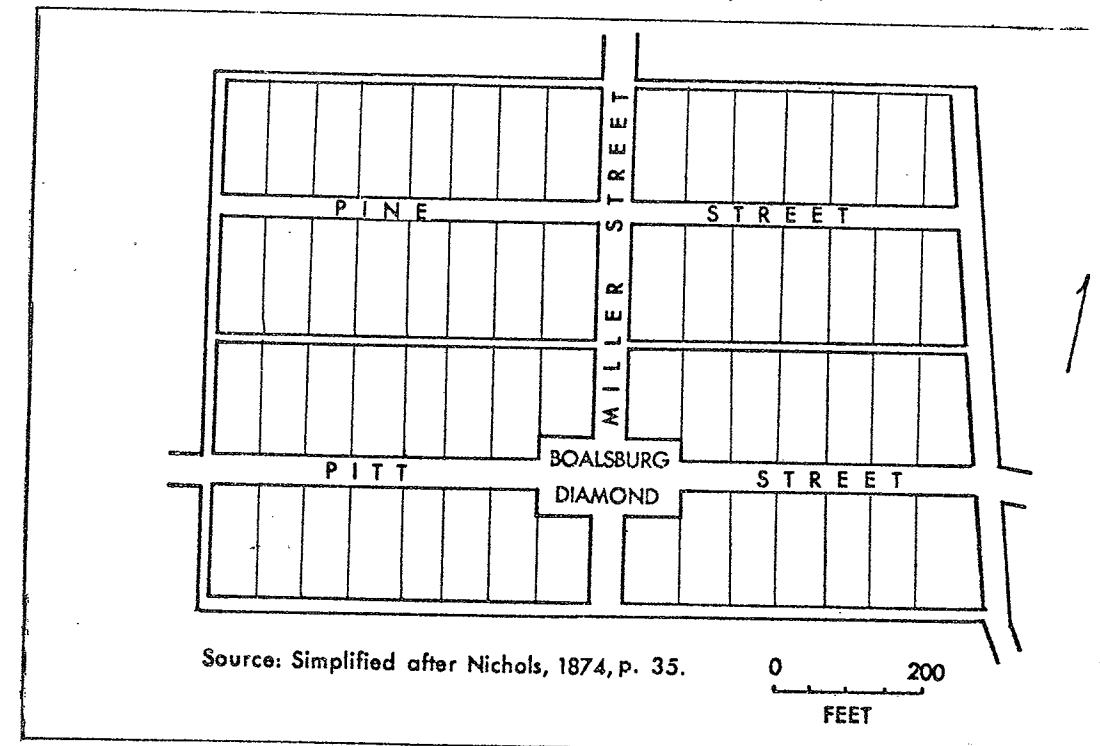 PINE STREET
MILLER STREET
BOALSBURG
DIAMOND
PITT STREET
Source: Simplified after Nichols, 1874, p. 35.
0 200
FEET